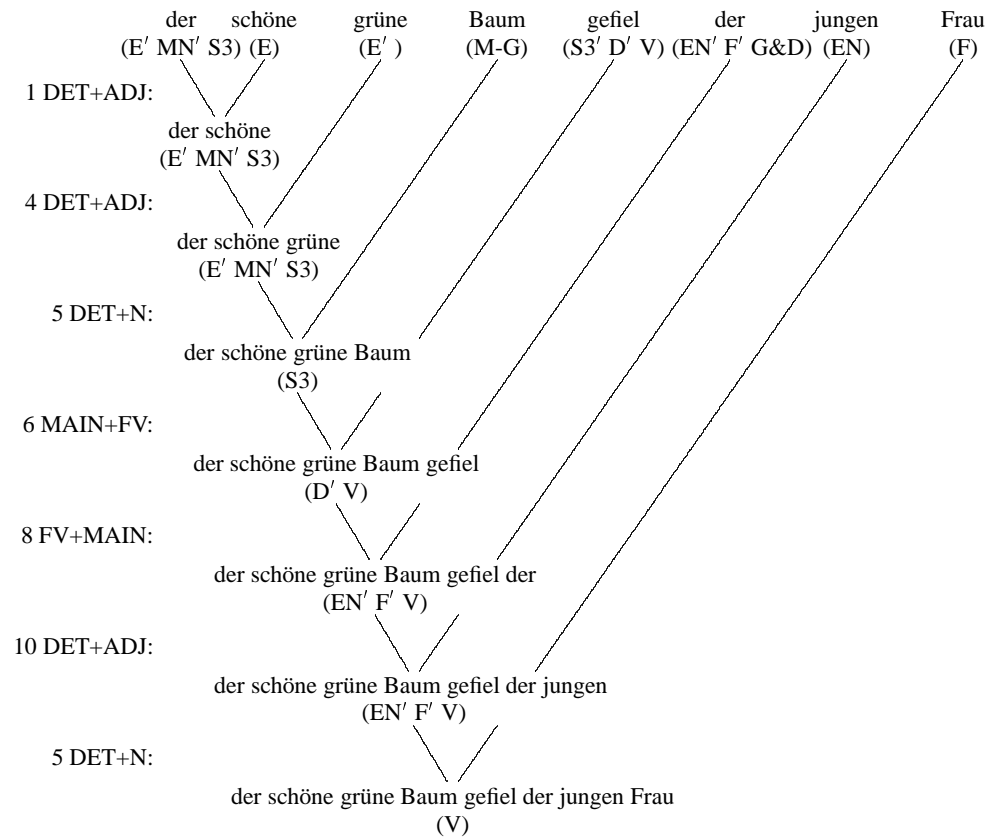 der schöne grüne Baum gefiel der jungen Frau
(E′ MN′ S3) (E) (E′ ) (M-G) (S3′ D′ V) (EN′ F′ G&D) (EN) (F)
1 DET+ADJ:
der schöne
(E′ MN′ S3)
4 DET+ADJ:
der schöne grüne
(E′ MN′ S3)
5 DET+N:
der schöne grüne Baum
(S3)
6 MAIN+FV:
der schöne grüne Baum gefiel
(D′ V)
8 FV+MAIN:
der schöne grüne Baum gefiel der
(EN′ F′ V)
10 DET+ADJ:
der schöne grüne Baum gefiel der jungen
(EN′ F′ V)
5 DET+N:
der schöne grüne Baum gefiel der jungen Frau
(V)